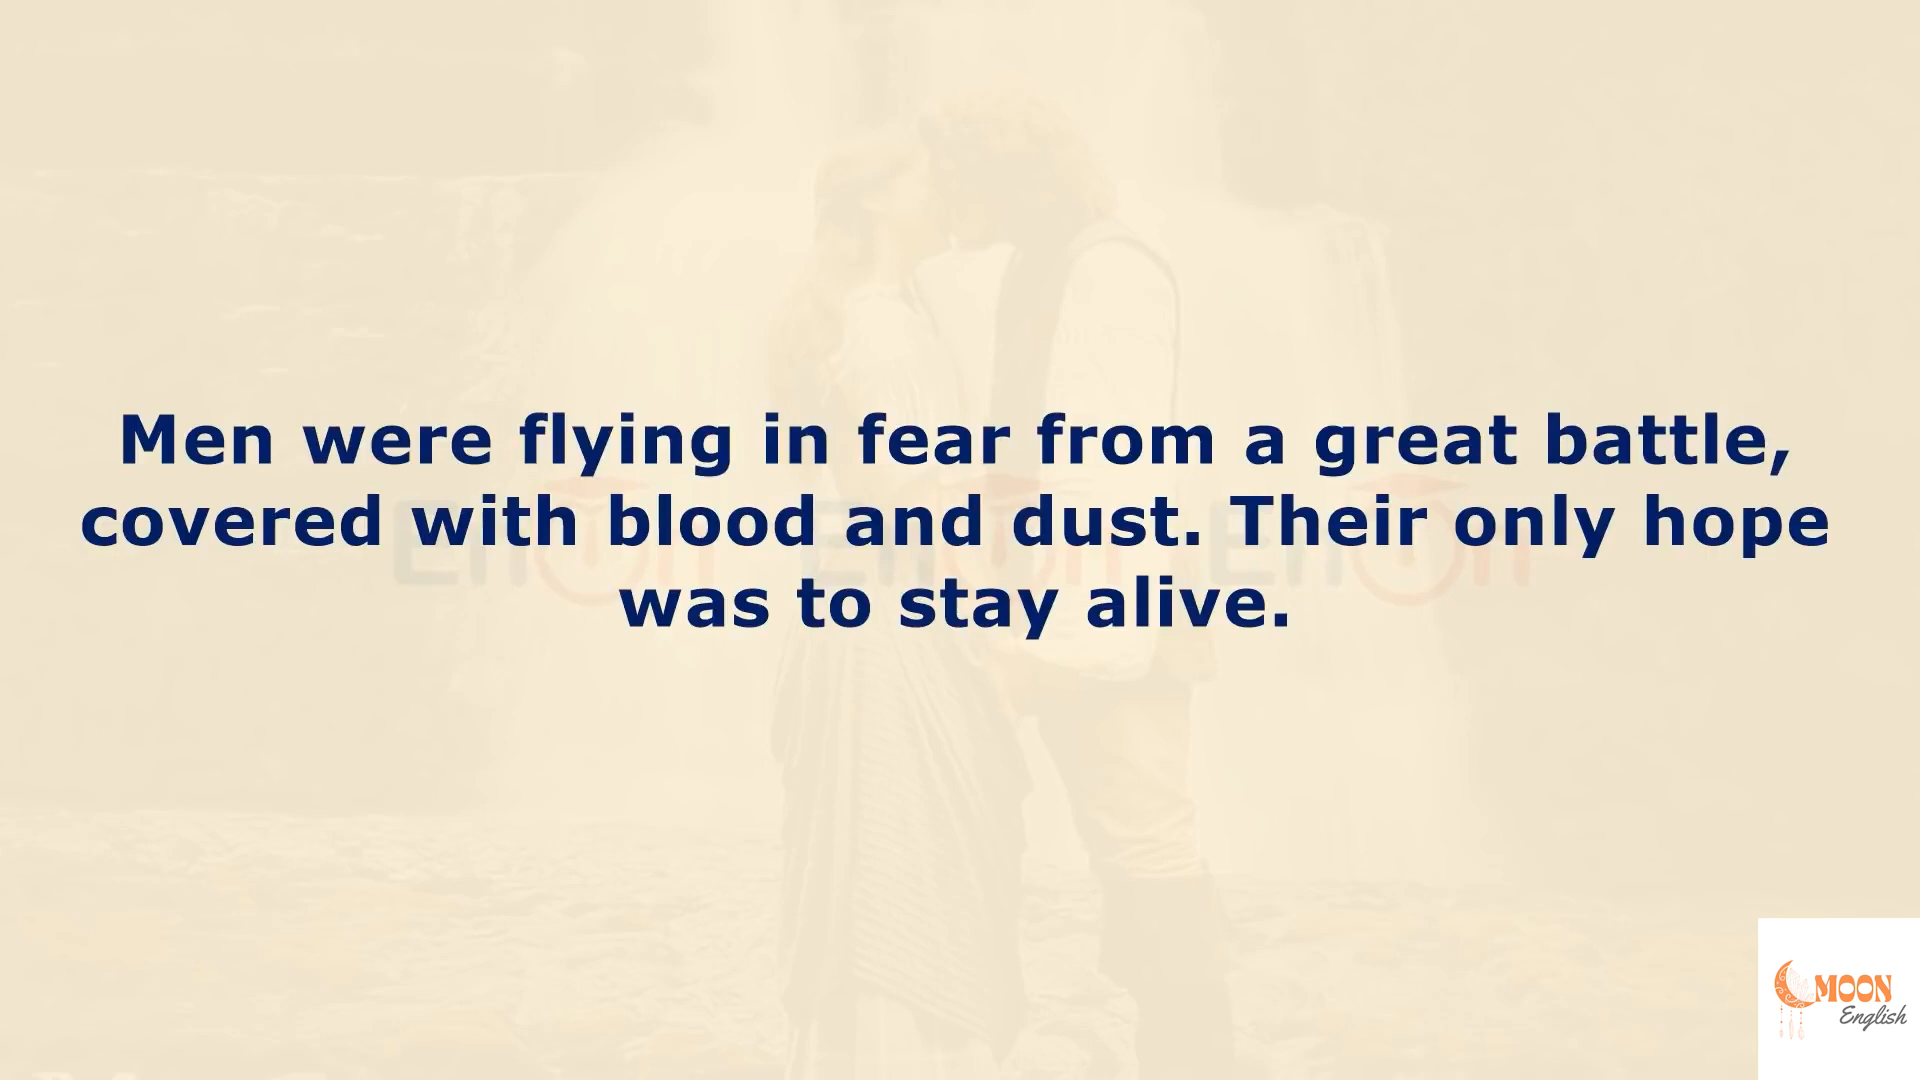 Men were flying in fear from a great battle,
covered with blood and dust. Their only hope
was to stay alive.
MOON
English